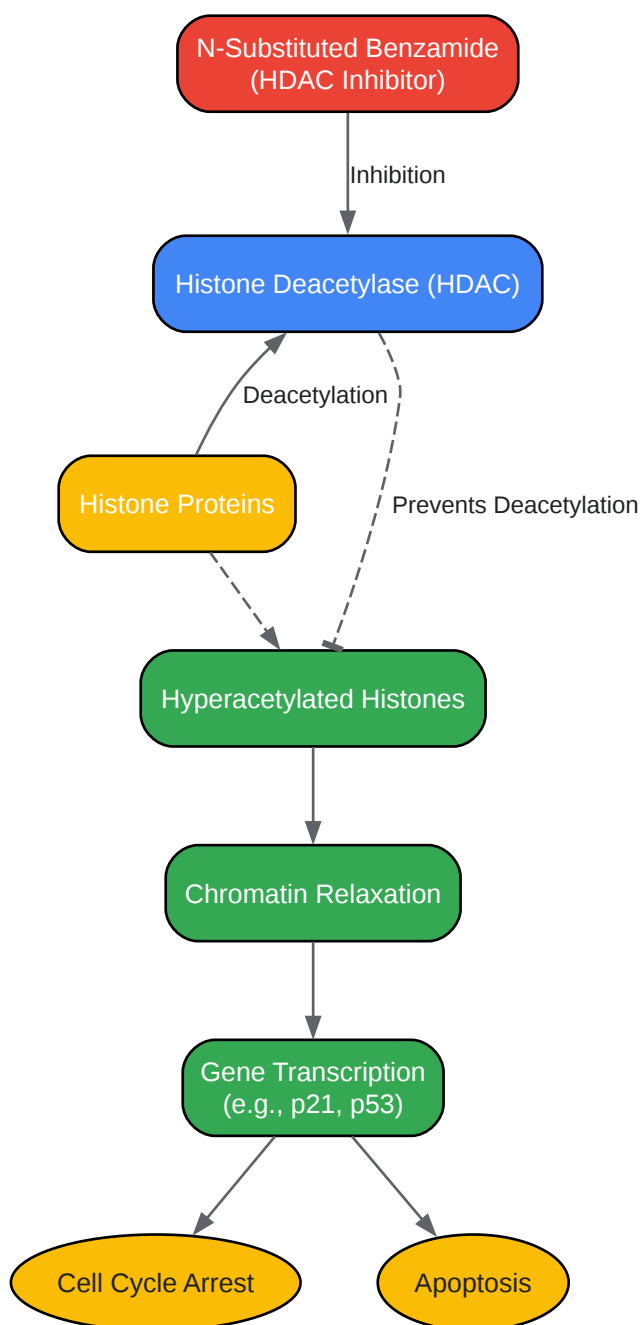 N-Substituted Benzamide
(HDAC Inhibitor)
Inhibition
Histone Deacetylase (HDAC)
Deacetylation
Histone Proteins
Prevents Deacetylation
Hyperacetylated Histones
Chromatin Relaxation
Gene Transcription
(e.g., p21, p53)
Cell Cycle Arrest
Apoptosis